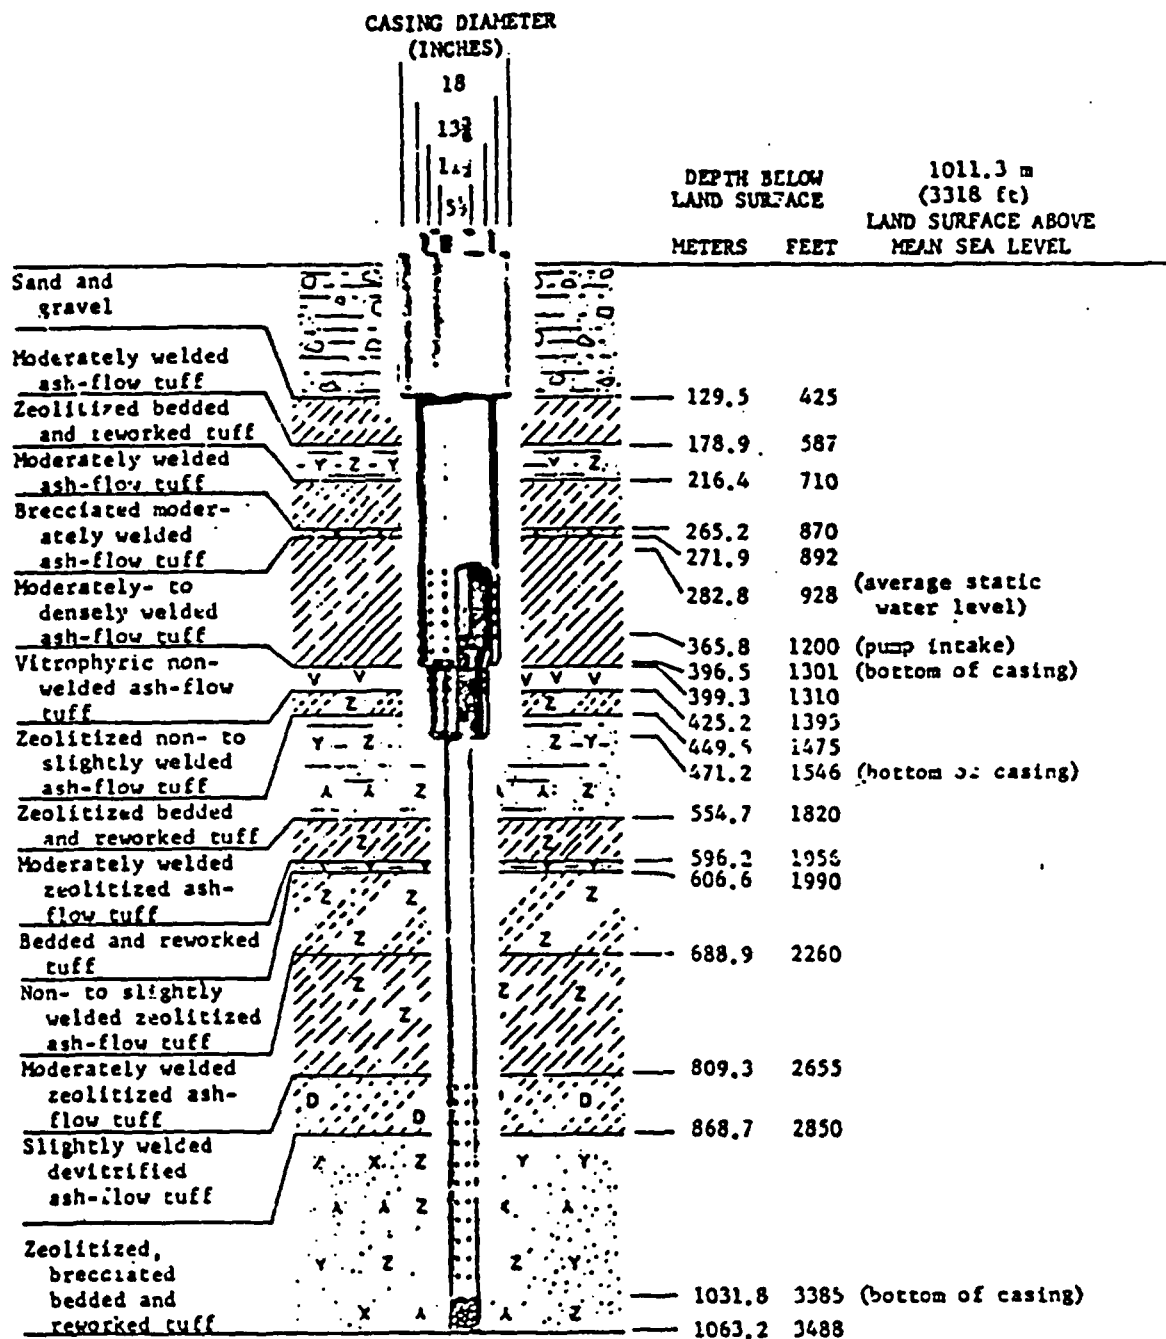 CASING DIAMETER
(INCHES)
18
13⅜
5½
DEPTH BELOW
LAND SURFACE
METERS FEET
1011.3 m
(3318 ft)
LAND SURFACE ABOVE
MEAN SEA LEVEL
Sand and
gravel
Moderately welded
ash-flow tuff
Zeolitized bedded
and reworked tuff
Moderately welded
ash-flow tuff
Brecciated moder-
ately welded
ash-flow tuff
Moderately- to
densely welded
ash-flow tuff
Vitrophyric non-
welded ash-flow
tuff
Zeolitized non- to
slightly welded
ash-flow tuff
Zeolitized bedded
and reworked tuff
Moderately welded
zeolitized ash-
flow tuff
Bedded and reworked
tuff
Non- to slightly
welded zeolitized
ash-flow tuff
Moderately welded
zeolitized ash-
flow tuff
Slightly welded
devitrified
ash-flow tuff
Zeolitized,
brecciated
bedded and
reworked tuff
129.5 425
178.9 587
216.4 710
265.2 870
271.9 892
282.8 928 (average static
water level)
365.8 1200 (pump intake)
396.5 1301 (bottom of casing)
399.3 1310
425.2 1395
449.5 1475
471.2 1546 (bottom of casing)
554.7 1820
596.2 1956
606.6 1990
688.9 2260
809.3 2655
868.7 2850
1031.8 3385 (bottom of casing)
1063.2 3488